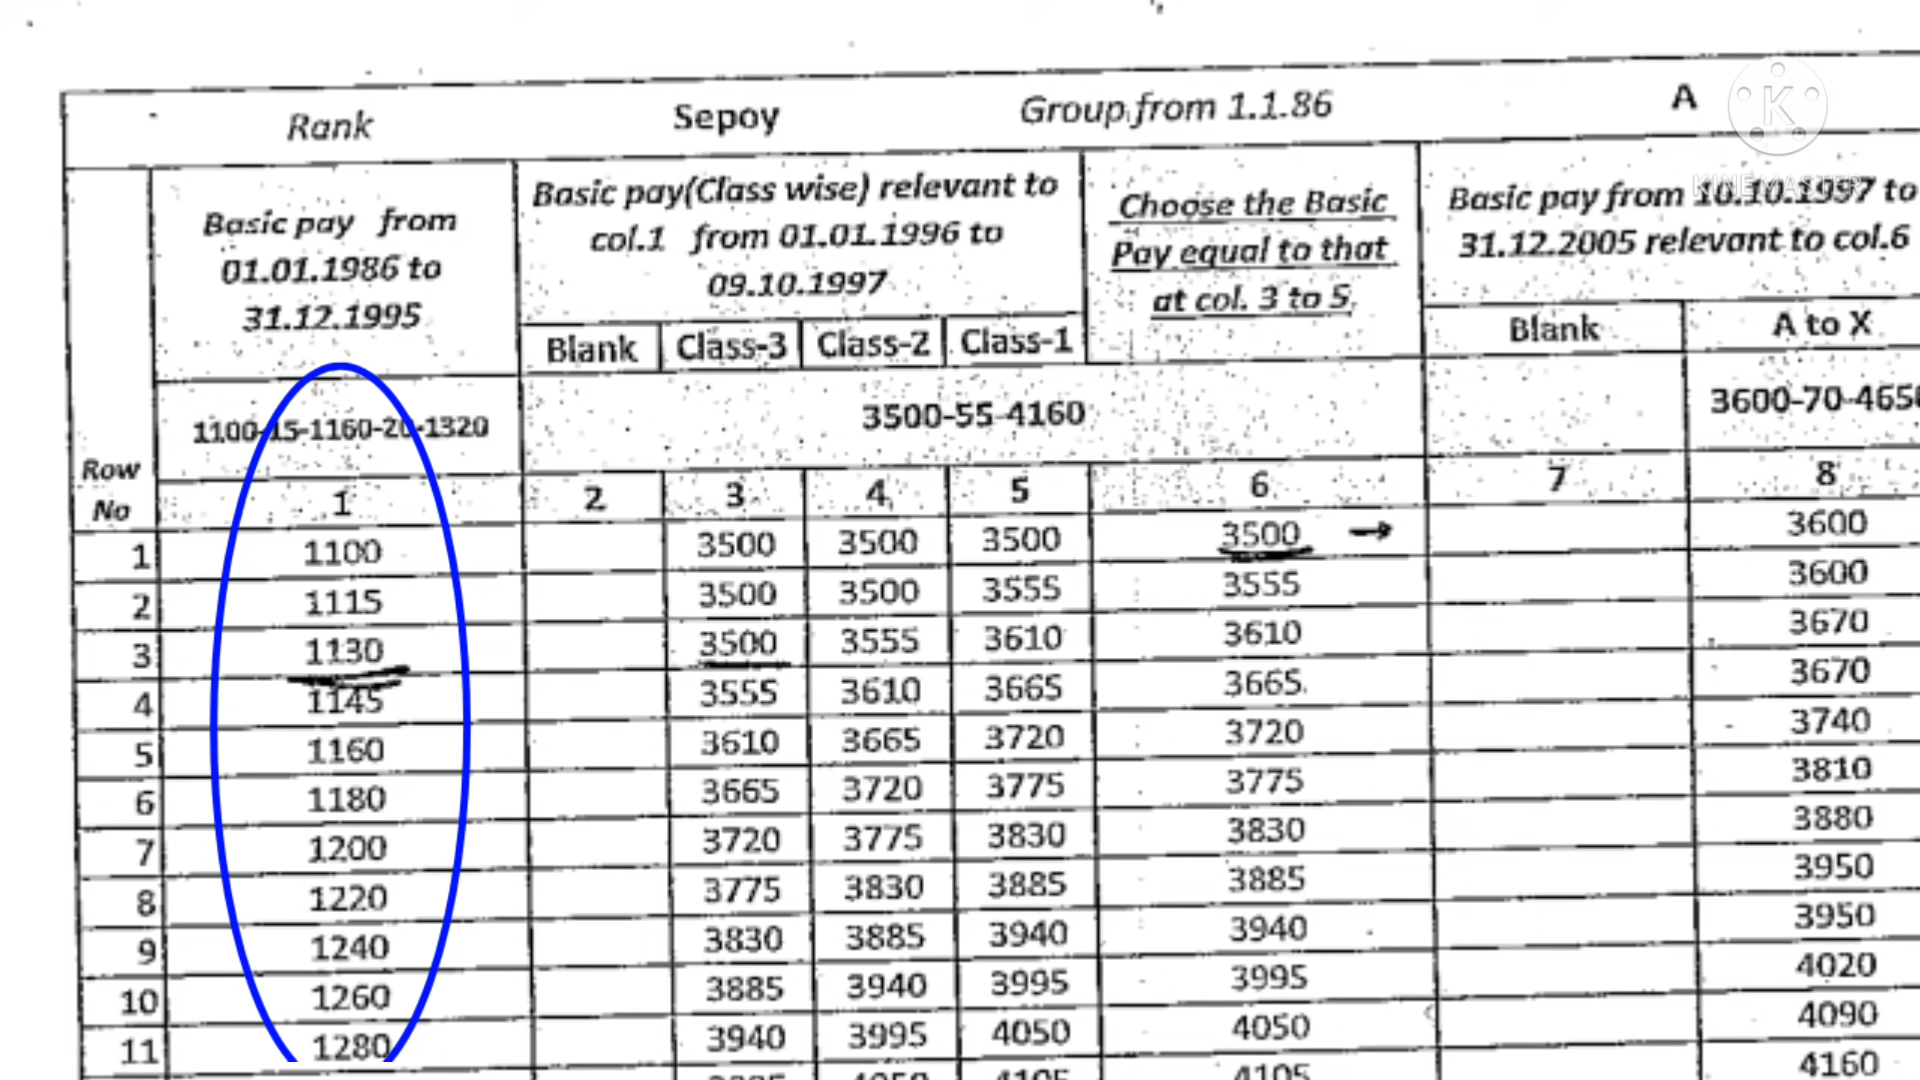 Rank Sepoy Group from 1.1.86 A
Basic pay from 01.01.1986 to 31.12.1995
Basic pay(Class wise) relevant to col.1 from 01.01.1996 to 09.10.1997
Choose the Basic Pay equal to that at col. 3 to 5
Basic pay from 10.10.1997 to 31.12.2005 relevant to col.6
Blank Class-3 Class-2 Class-1 Blank A to X
1100-15-1160-20-1320 3500-55-4160 3600-70-465
Row No 1 2 3 4 5 6 7 8
1 1100 3500 3500 3500 3500 → 3600
2 1115 3500 3500 3555 3555 3600
3 1130 3500 3555 3610 3610 3670
4 1145 3555 3610 3665 3665 3670
5 1160 3610 3665 3720 3720 3740
6 1180 3665 3720 3775 3775 3810
7 1200 3720 3775 3830 3830 3880
8 1220 3775 3830 3885 3885 3950
9 1240 3830 3885 3940 3940 3950
10 1260 3885 3940 3995 3995 4020
11 1280 3940 3995 4050 4050 4090
4105 4105 4160
K
KINEMASTER